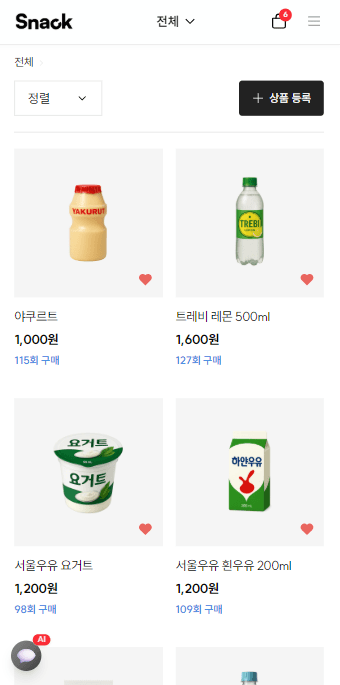 Snack
전체
6
전체
정렬
상품 등록
YAKURUT
TREBI
야쿠르트
트레비 레몬 500ml
1,000원
1,600원
115회 구매
127회 구매
요거트
요거트
하얀우유
서울우유 요거트
서울우유 흰우유 200ml
1,200원
1,200원
98회 구매
109회 구매
AI